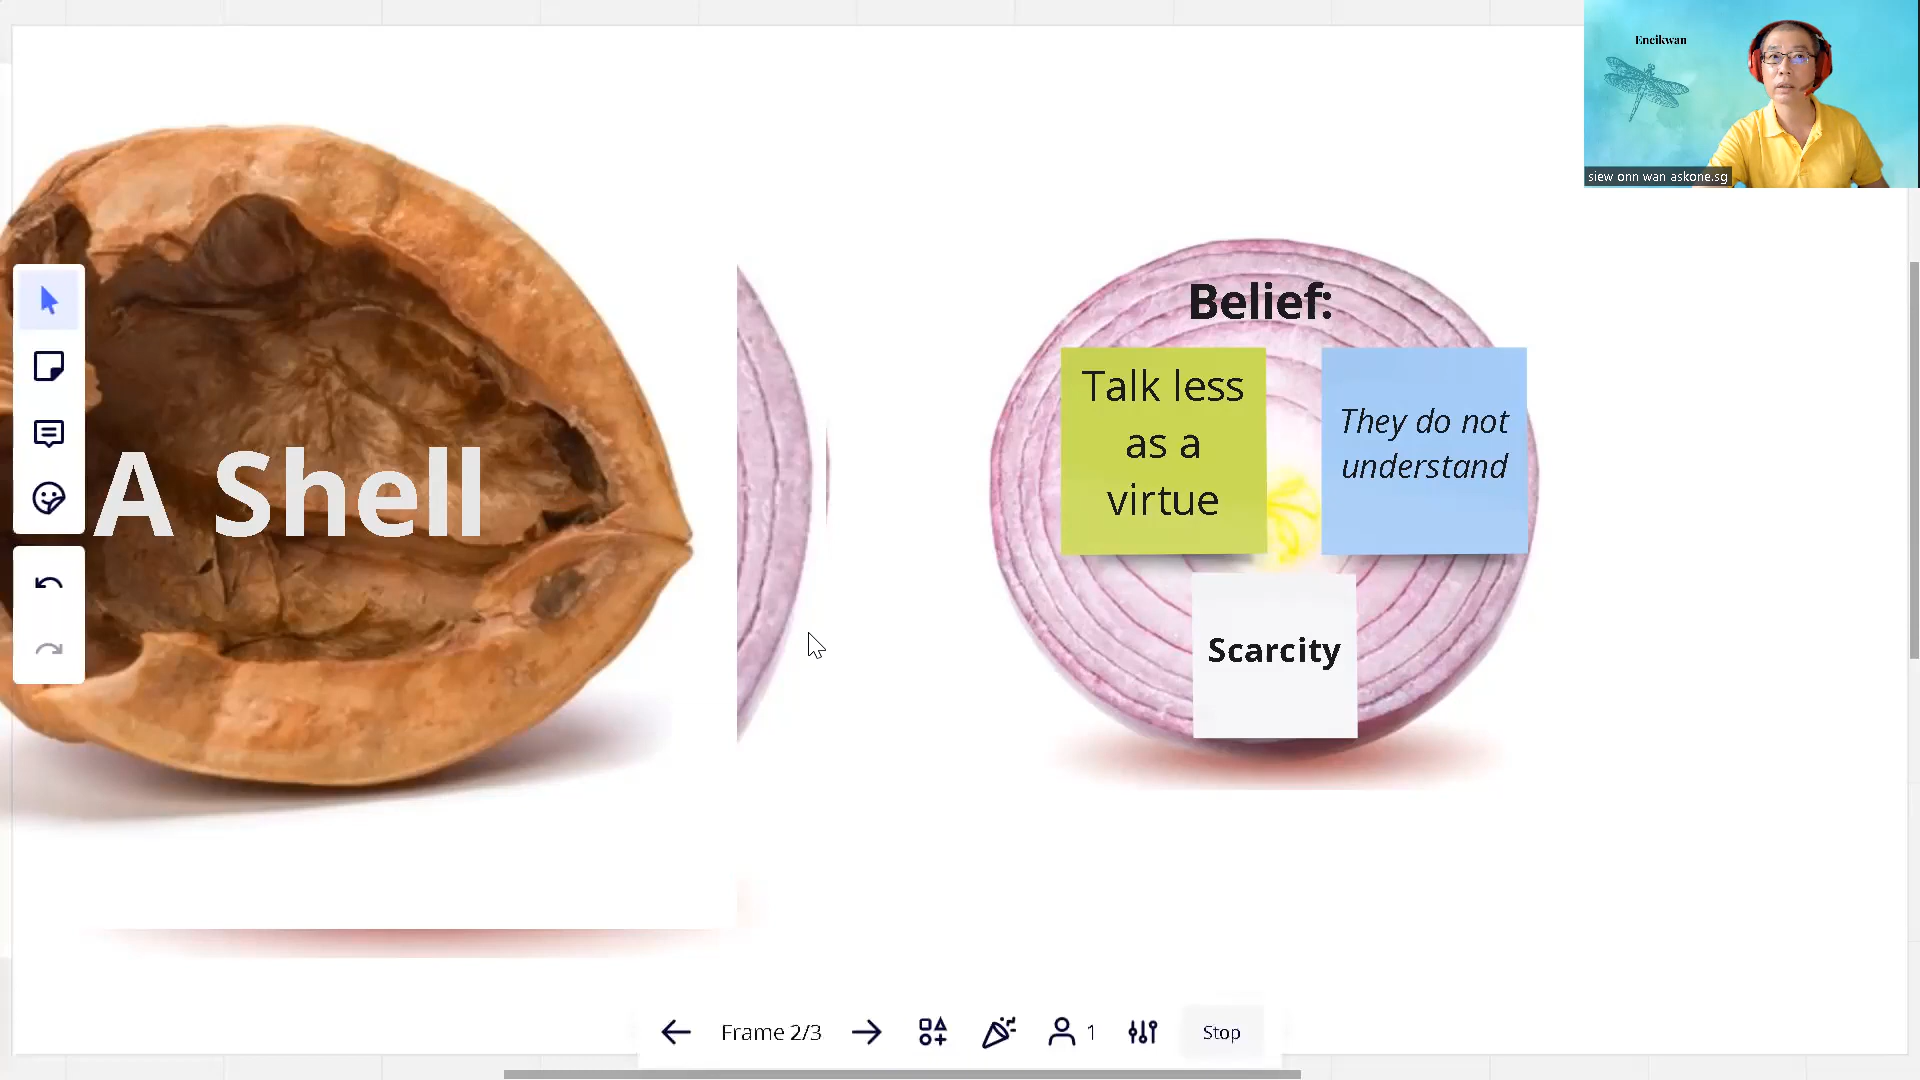 Encikwan
siew onn wan askone.sg
Belief:
Talk less
as a
virtue
They do not
understand
A Shell
Scarcity
Frame 2/3
1
Stop